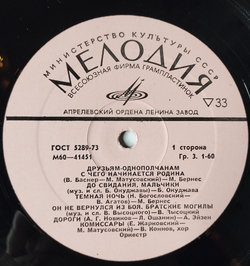 МИНИСТЕРСТВО КУЛЬТУРЫ СССР
МЕЛОДИЯ
ВСЕСОЮЗНАЯ ФИРМА ГРАМПЛАСТИНОК
33
АПРЕЛЕВСКИЙ ОРДЕНА ЛЕНИНА ЗАВОД
ГОСТ 5289-73 1 сторона
М60-41451 Гр. 3. 1-60
ДРУЗЬЯМ-ОДНОПОЛЧАНАМ
С ЧЕГО НАЧИНАЕТСЯ РОДИНА
(В. Баснер—М. Матусовский)—М. Бернес
ДО СВИДАНИЯ, МАЛЬЧИКИ
(муз. и сл. Б. Окуджавы)—Б. Окуджава
ТЕМНАЯ НОЧЬ (Н. Богословский—
В. Агатов)—М. Бернес
ОН НЕ ВЕРНУЛСЯ ИЗ БОЯ. БРАТСКИЕ МОГИЛЫ
(муз. и сл. В. Высоцкого)—В. Высоцкий
ДОРОГИ (А. Новиков—Л. Ошанин)—А. Эйзен
КОМИССАРЫ (Е. Жарковский—
М. Матусовский)—В. Коннов, хор
Оркестр